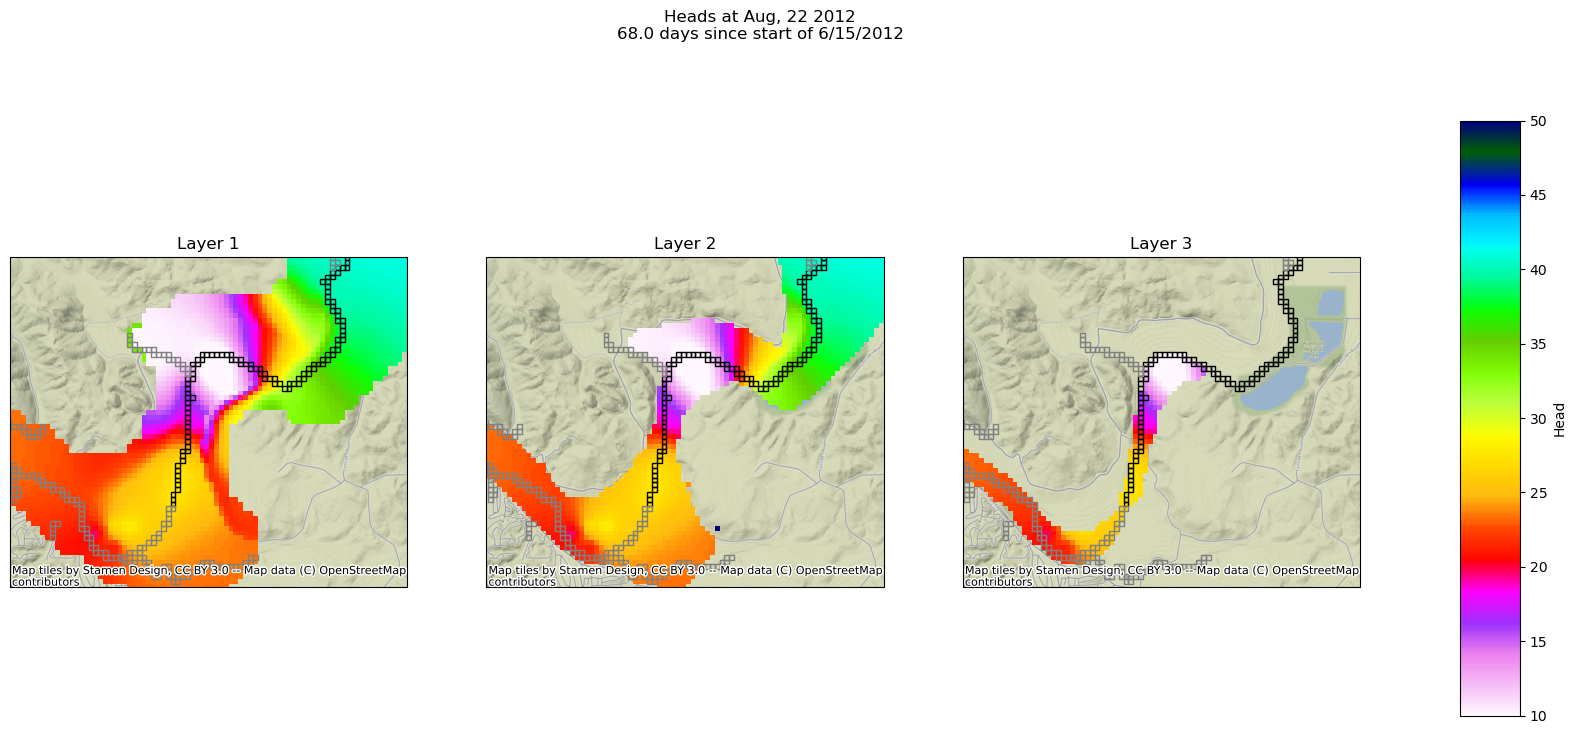 Heads at Aug, 22 2012
68.0 days since start of 6/15/2012
Layer 1
Layer 2
Layer 3
Map tiles by Stamen Design, CC BY 3.0 -- Map data (C) OpenStreetMap
contributors
Map tiles by Stamen Design, CC BY 3.0 -- Map data (C) OpenStreetMap
contributors
Map tiles by Stamen Design, CC BY 3.0 -- Map data (C) OpenStreetMap
contributors
50
45
40
35
30
25
20
15
10
Head